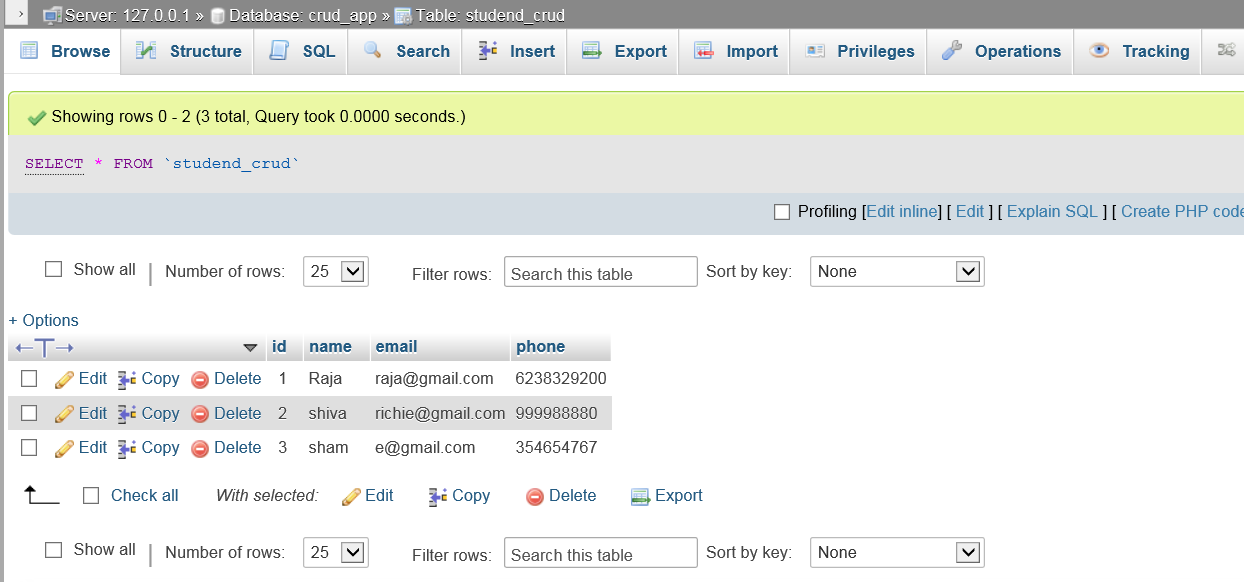 Server: 127.0.0.1 » Database: crud_app » Table: studend_crud
Browse Structure SQL Search Insert Export Import Privileges Operations Tracking
Showing rows 0 - 2 (3 total, Query took 0.0000 seconds.)
SELECT * FROM `studend_crud`
Profiling [Edit inline] [ Edit ] [ Explain SQL ] [ Create PHP code
Show all | Number of rows: 25 Filter rows: Search this table Sort by key: None
+ Options
←T→ id name email phone
Edit Copy Delete 1 Raja raja@gmail.com 6238329200
Edit Copy Delete 2 shiva richie@gmail.com 999988880
Edit Copy Delete 3 sham e@gmail.com 354654767
Check all With selected: Edit Copy Delete Export
Show all | Number of rows: 25 Filter rows: Search this table Sort by key: None